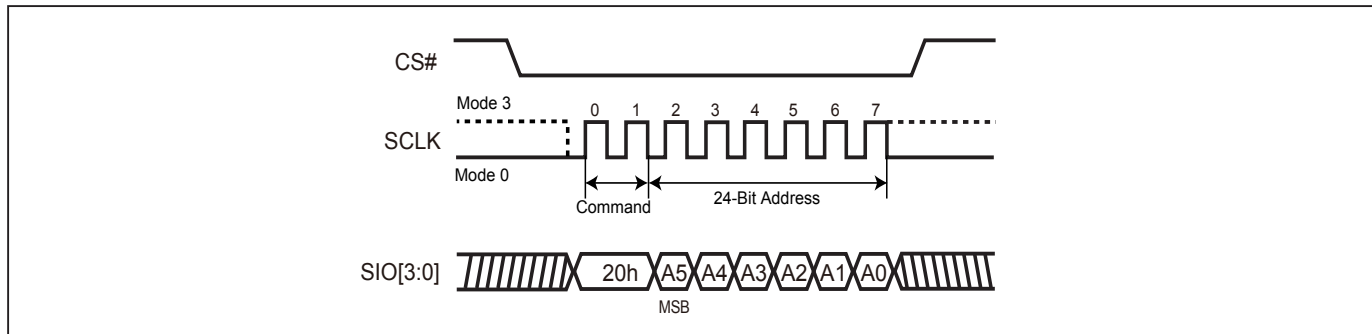 CS#
Mode 3
0 1 2 3 4 5 6 7
SCLK
Mode 0
Command
24-Bit Address
SIO[3:0]
20h A5 A4 A3 A2 A1 A0
MSB